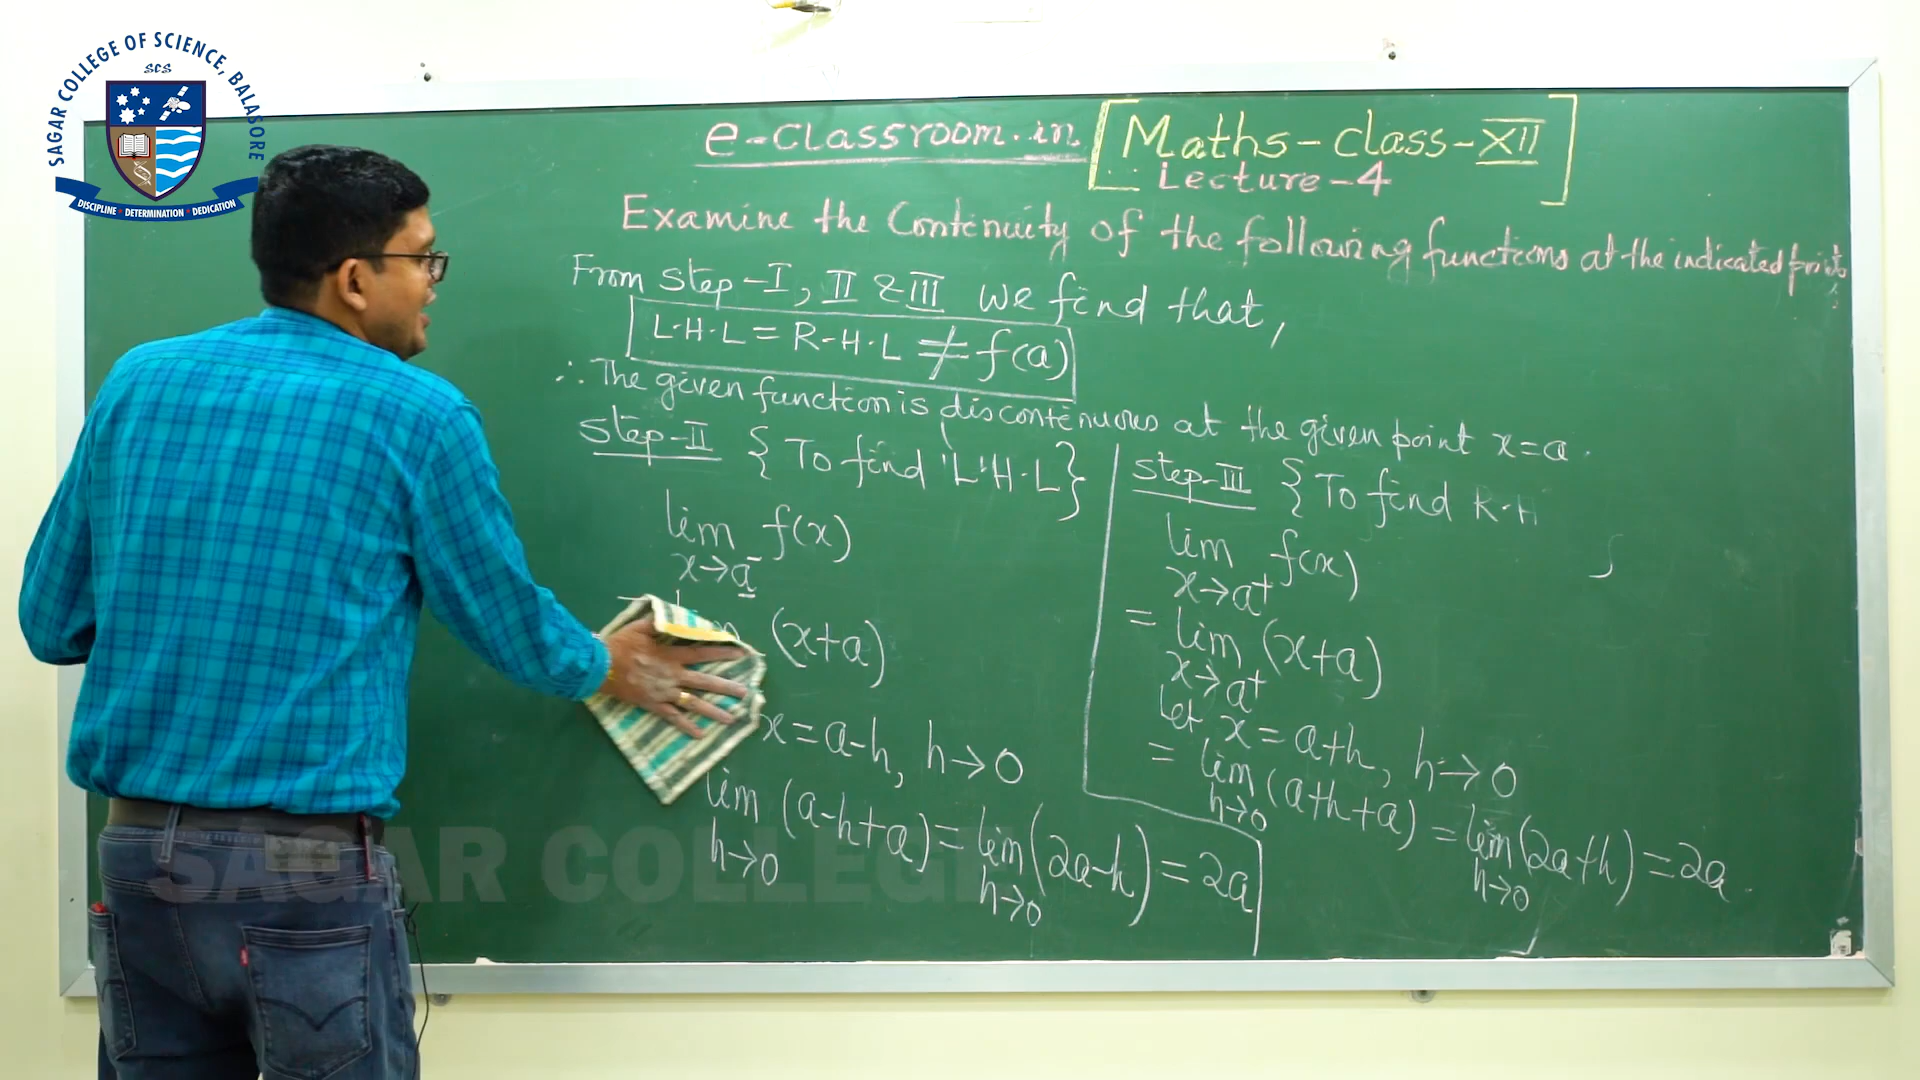 SAGAR COLLEGE OF SCIENCE, BALASORE
SCS
DISCIPLINE • DETERMINATION • DEDICATION
e-classroom.in
Maths-class-XII
Lecture-4
Examine the Contenuity of the following functions at the indicated points
From Step-I, II & III we find that,
L.H.L = R.H.L ≠ f(a)
∴ The given function is discontenuous at the given point x=a.
Step-II { To find L.H.L }
lim f(x)
x→a⁻
(x+a)
x=a-h, h→0
lim (a-h+a) = lim (2a-h) = 2a
h→0 h→0
Step-III { To find R.H
lim f(x)
x→a⁺
= lim (x+a)
x→a⁺
Let x=a+h, h→0
= lim (a+h+a) = lim (2a+h) = 2a.
h→0 h→0
SAGAR COLLEGE